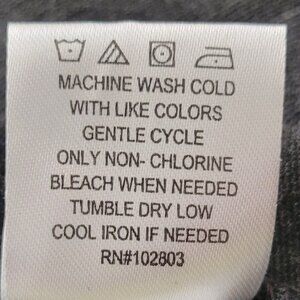 MACHINE WASH COLD
WITH LIKE COLORS
GENTLE CYCLE
ONLY NON- CHLORINE
BLEACH WHEN NEEDED
TUMBLE DRY LOW
COOL IRON IF NEEDED
RN#102803